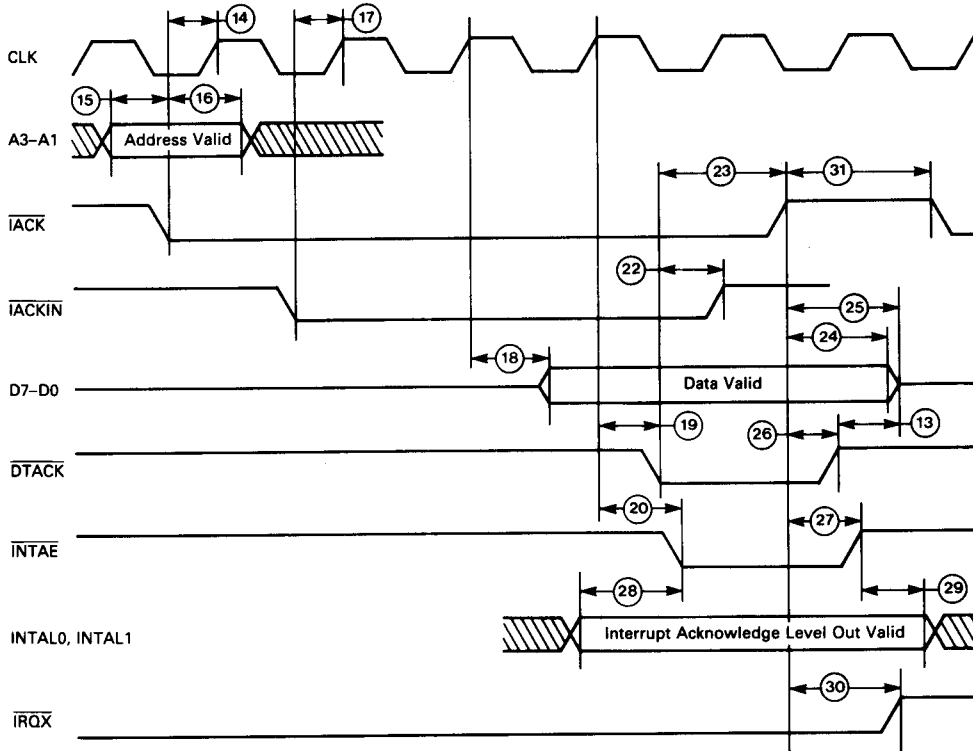 14 17
CLK
15 16
A3–A1 Address Valid
23 31
IACK
22
IACKIN 25
24
18
D7–D0 Data Valid
19 26 13
DTACK
20 27
INTAE
28 29
INTAL0, INTAL1 Interrupt Acknowledge Level Out Valid
30
IRQX